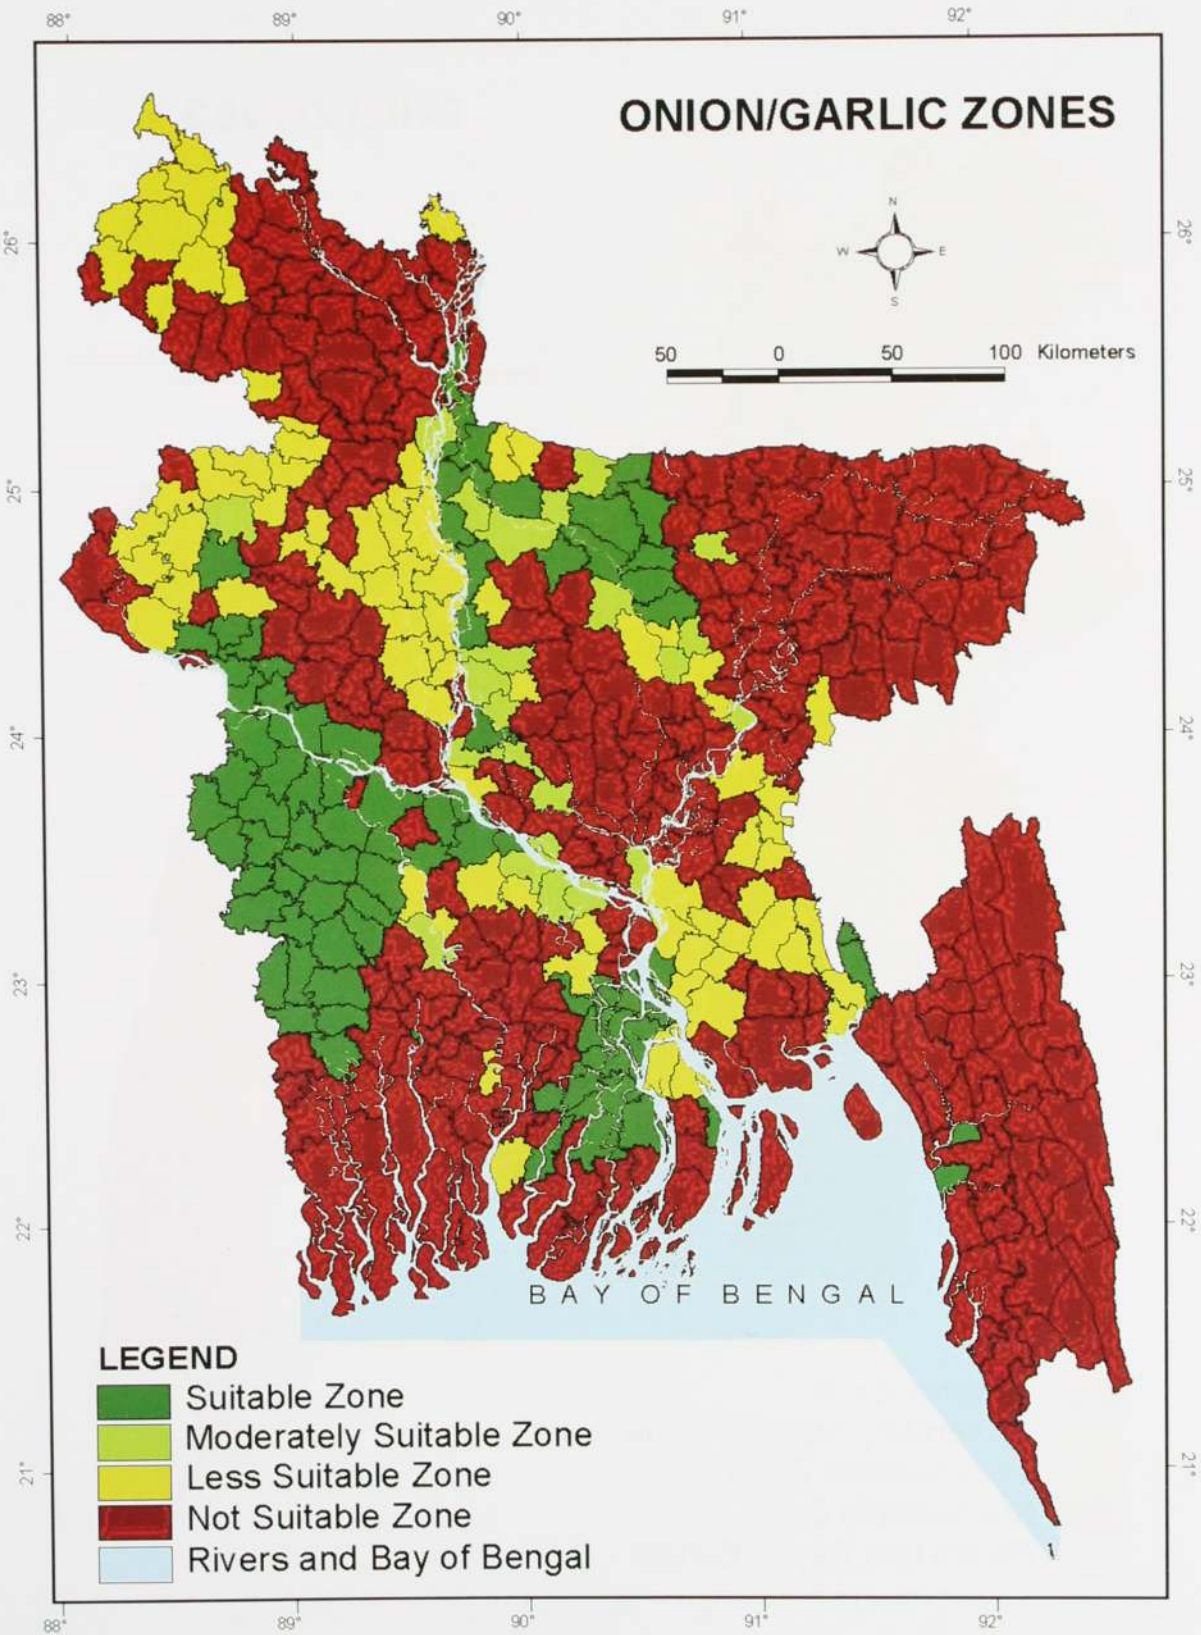 88° 89° 90° 91° 92°
ONION/GARLIC ZONES
N
W E
S
26° 26°
50 0 50 100 Kilometers
25° 25°
24° 24°
23° 23°
22° 22°
BAY OF BENGAL
LEGEND
Suitable Zone
Moderately Suitable Zone
Less Suitable Zone
Not Suitable Zone
Rivers and Bay of Bengal
21° 21°
88° 89° 90° 91° 92°